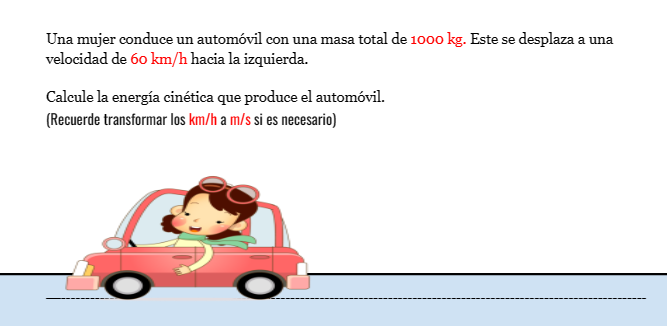 Una mujer conduce un automóvil con una masa total de 1000 kg. Este se desplaza a una
velocidad de 60 km/h hacia la izquierda.
Calcule la energía cinética que produce el automóvil.
(Recuerde transformar los km/h a m/s si es necesario)